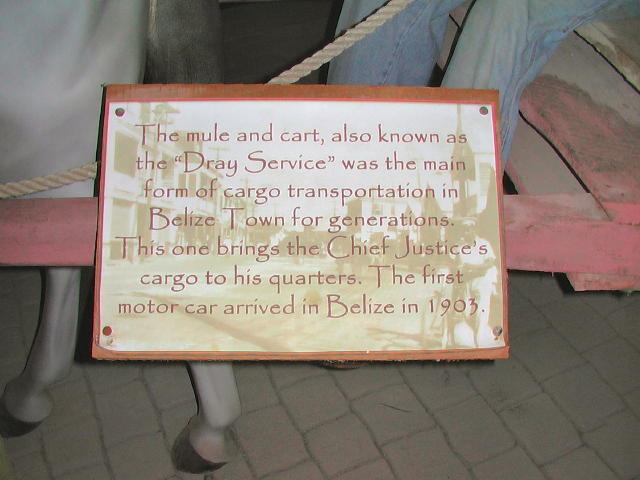 The mule and cart, also known as
the "Dray Service" was the main
form of cargo transportation in
Belize Town for generations.
This one brings the Chief Justice's
cargo to his quarters. The first
motor car arrived in Belize in 1903.